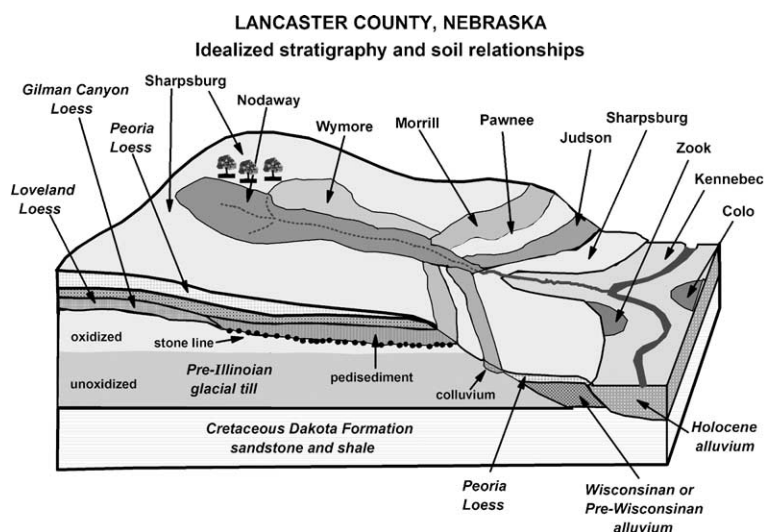 LANCASTER COUNTY, NEBRASKA
Idealized stratigraphy and soil relationships
Gilman Canyon
Loess
Sharpsburg
Nodaway
Peoria
Loess
Wymore
Morrill
Pawnee
Sharpsburg
Judson
Zook
Kennebec
Colo
Loveland
Loess
oxidized
stone line
unoxidized
Pre-Illinoian
glacial till
pedisediment
colluvium
Cretaceous Dakota Formation
sandstone and shale
Peoria
Loess
Holocene
alluvium
Wisconsinan or
Pre-Wisconsinan
alluvium